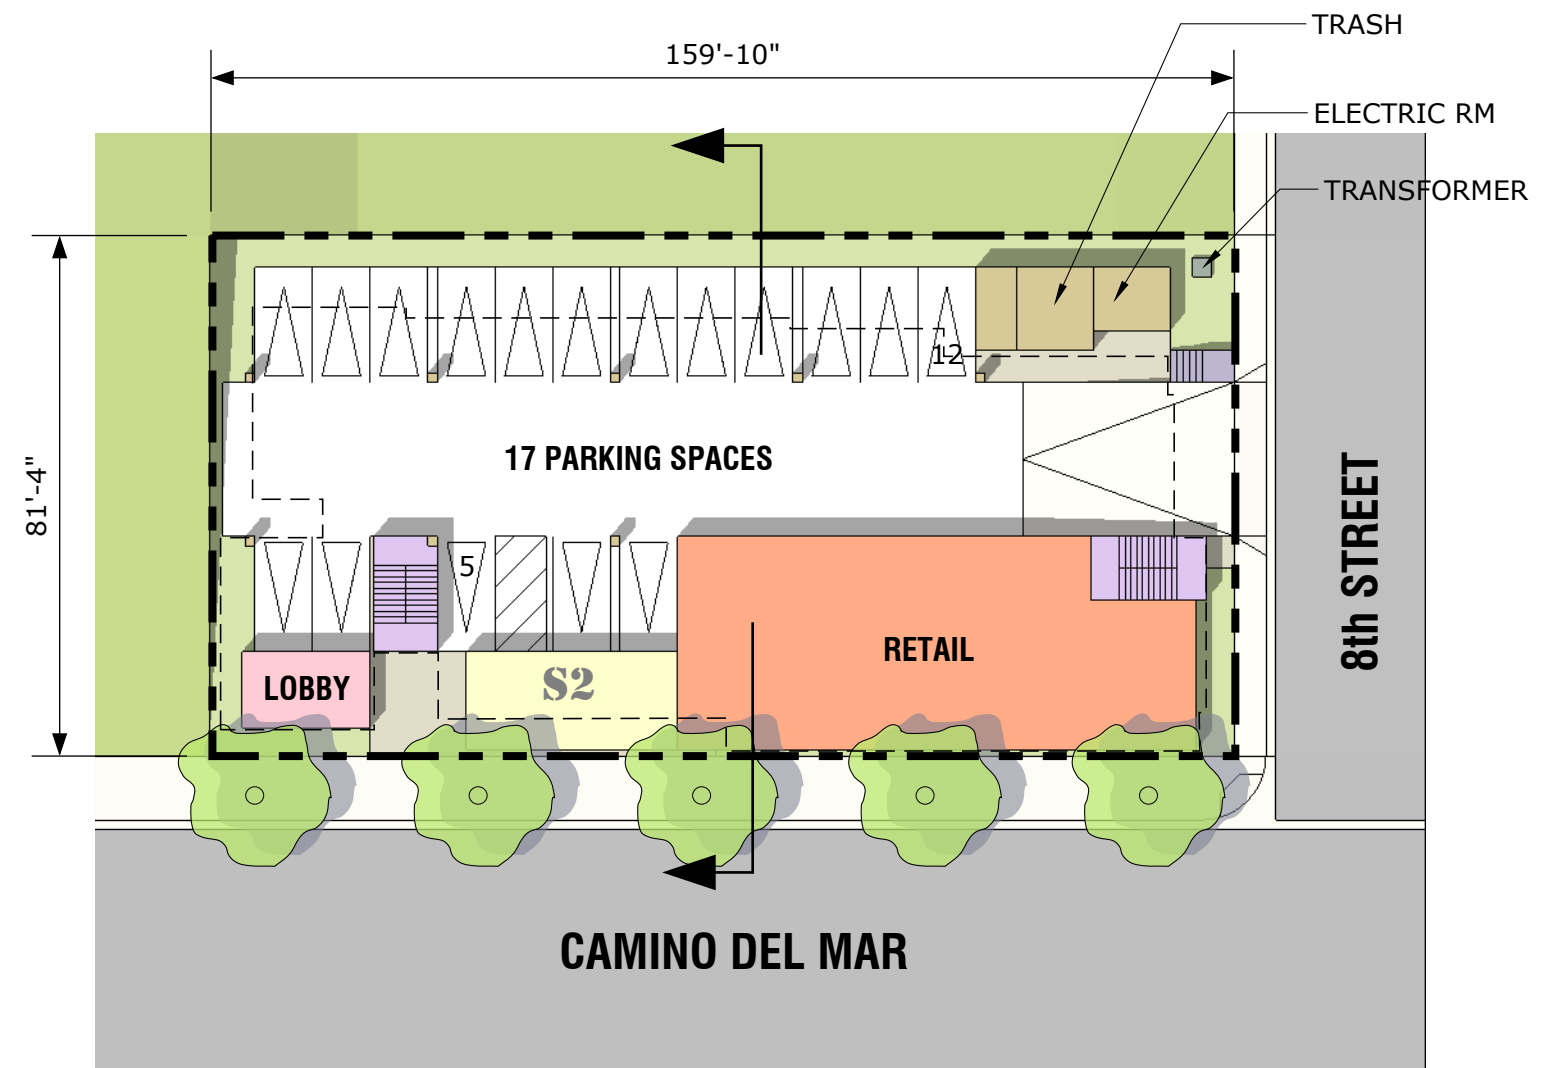 TRASH
159'-10"
ELECTRIC RM
TRANSFORMER
12
17 PARKING SPACES
81'-4"
8th STREET
5
RETAIL
LOBBY
S2
CAMINO DEL MAR